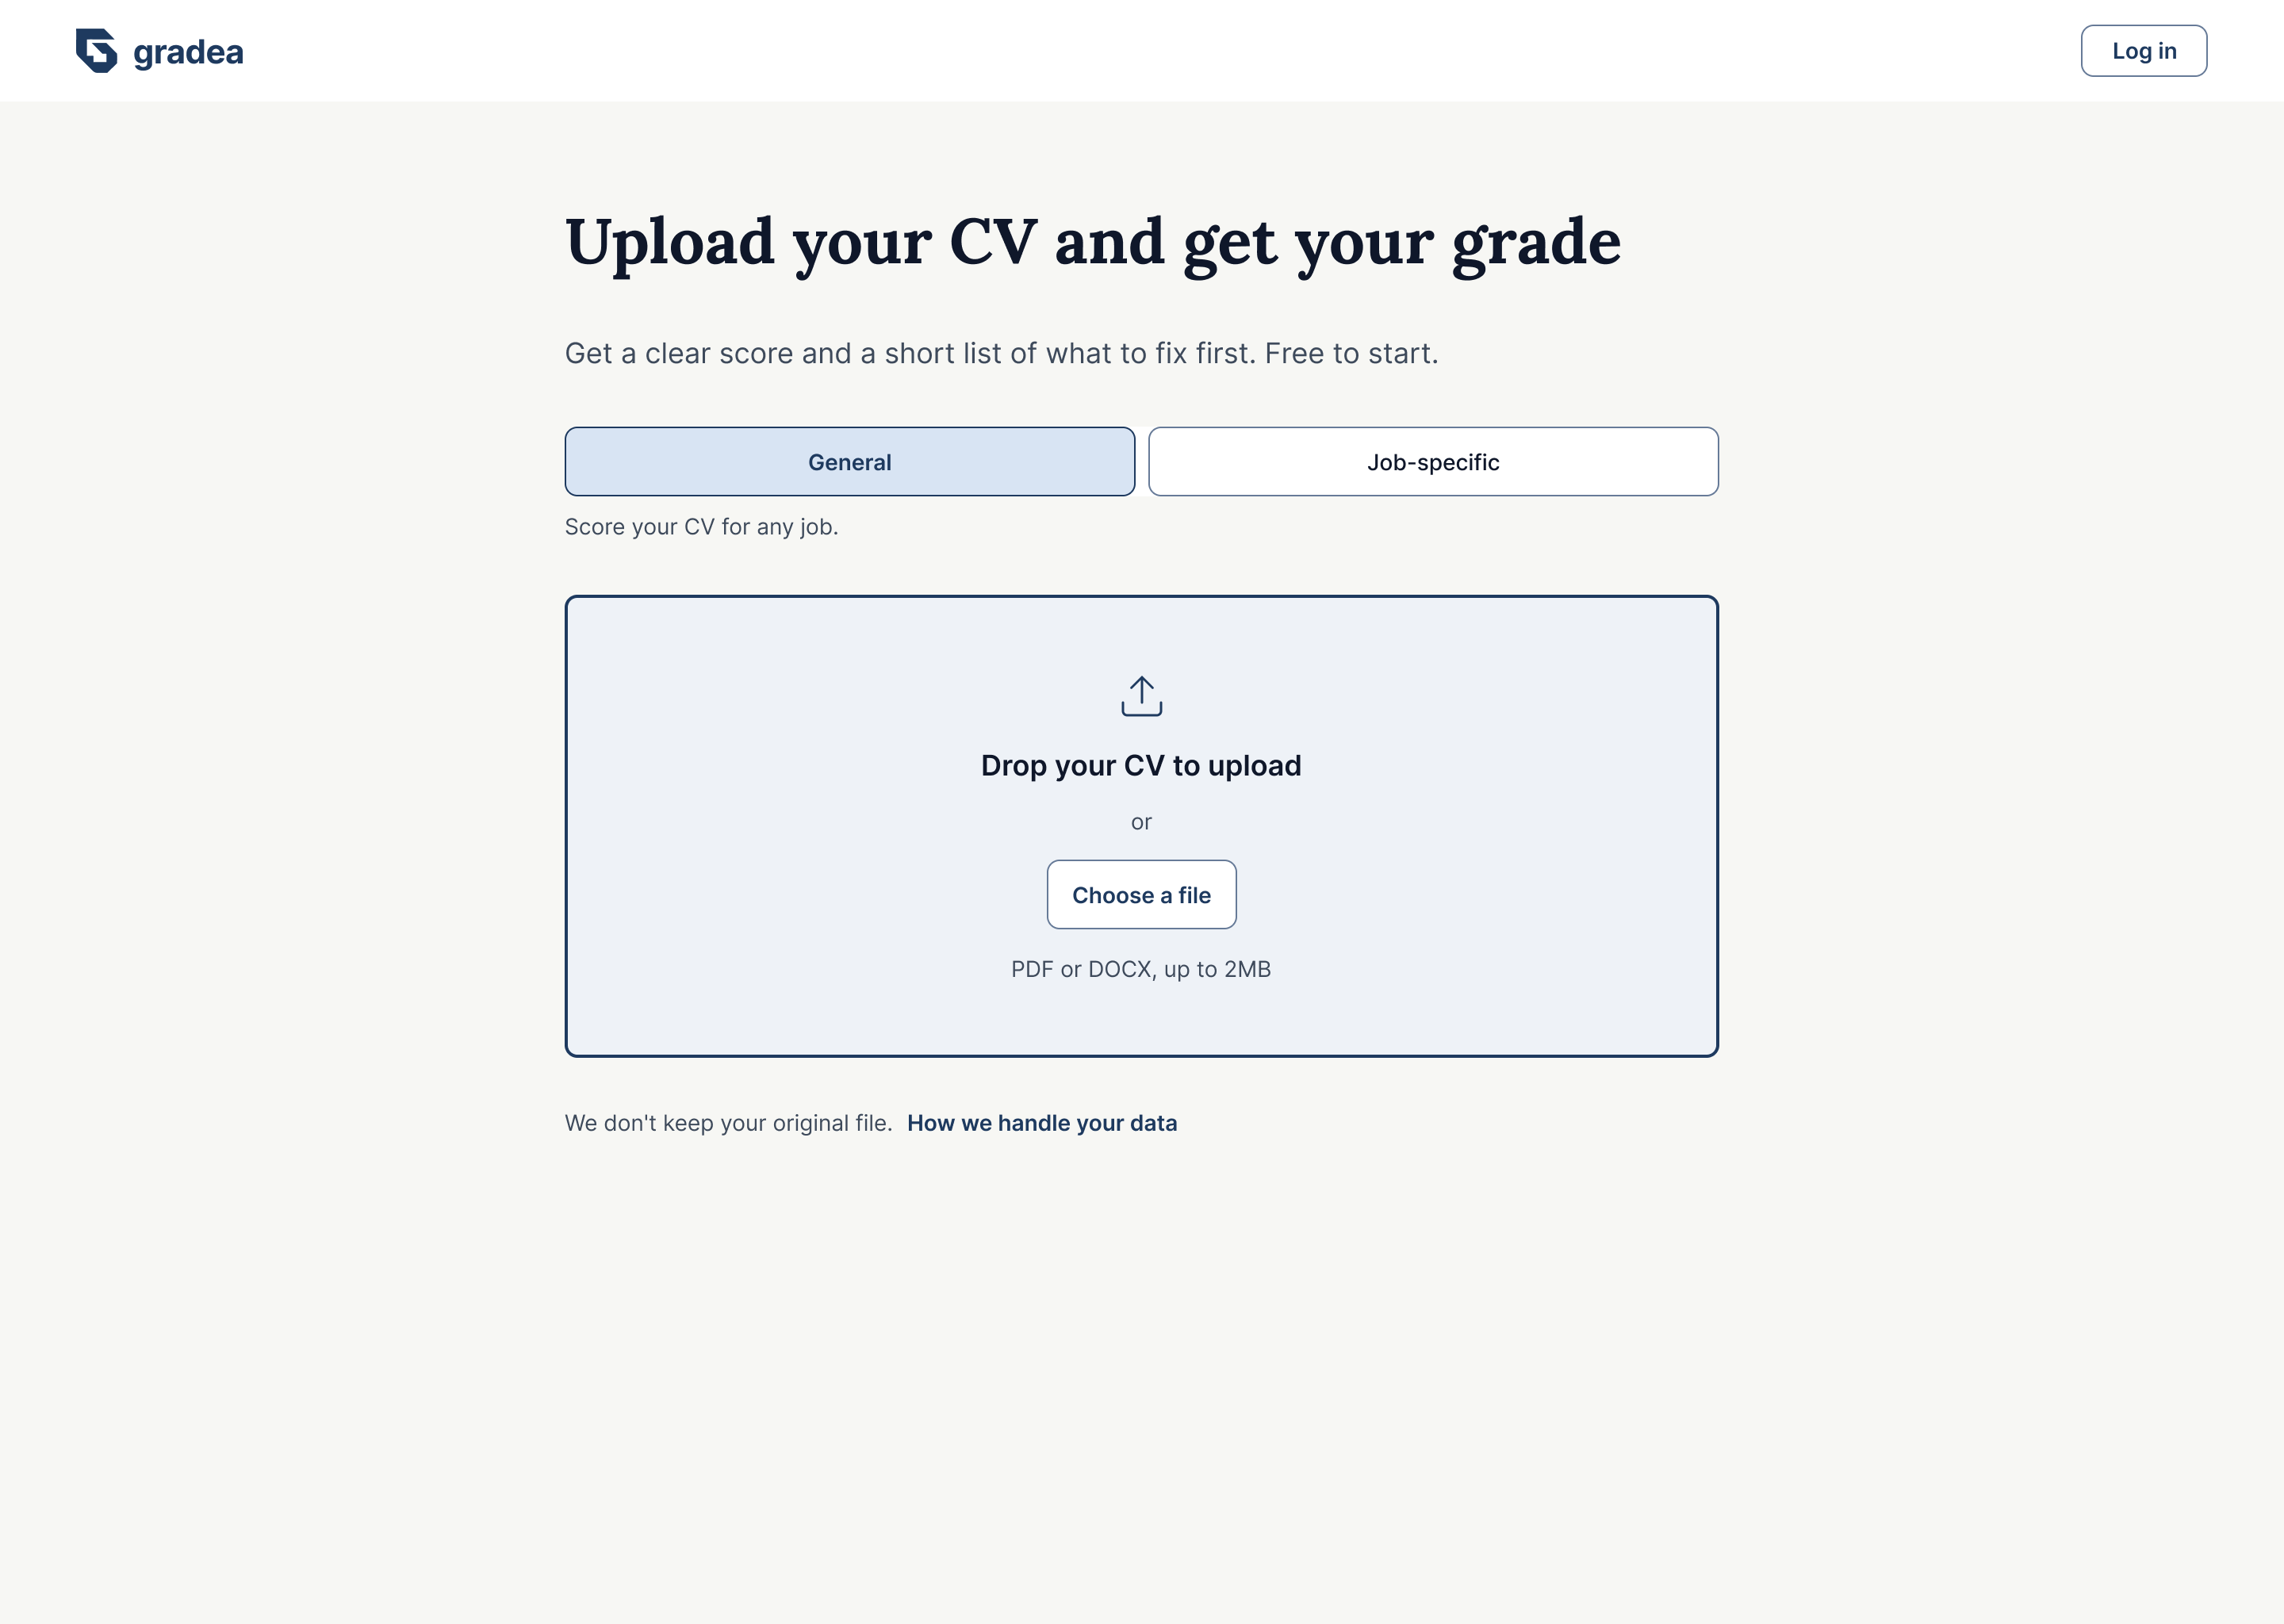 gradea
Log in
Upload your CV and get your grade
Get a clear score and a short list of what to fix first. Free to start.
General
Job-specific
Score your CV for any job.
Drop your CV to upload
or
Choose a file
PDF or DOCX, up to 2MB
We don't keep your original file. How we handle your data